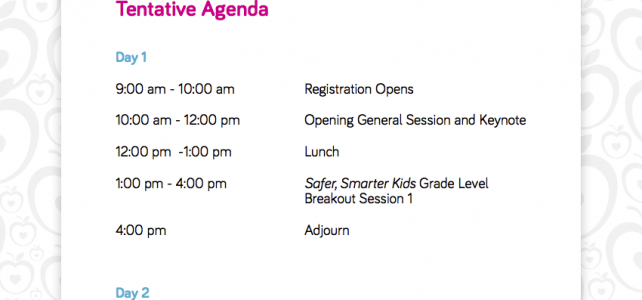 Tentative Agenda
Day 1
9:00 am - 10:00 am Registration Opens
10:00 am - 12:00 pm Opening General Session and Keynote
12:00 pm -1:00 pm Lunch
1:00 pm - 4:00 pm Safer, Smarter Kids Grade Level
Breakout Session 1
4:00 pm Adjourn
Day 2